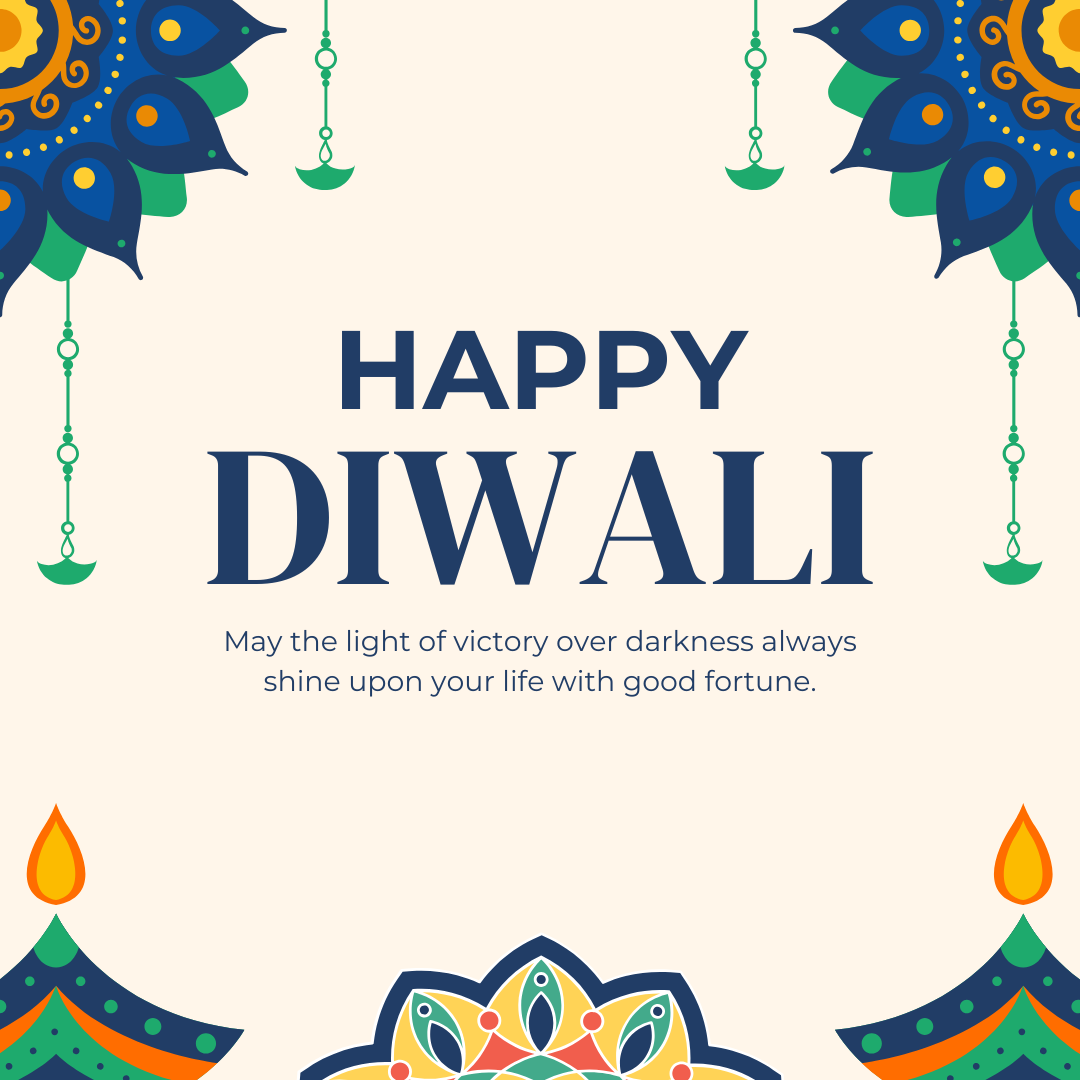 HAPPY
DIWALI
May the light of victory over darkness always
shine upon your life with good fortune.